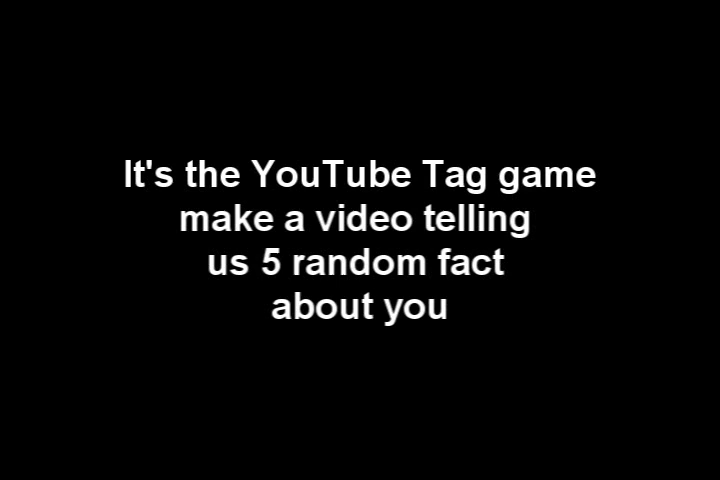 It's the YouTube Tag game
make a video telling
us 5 random fact
about you